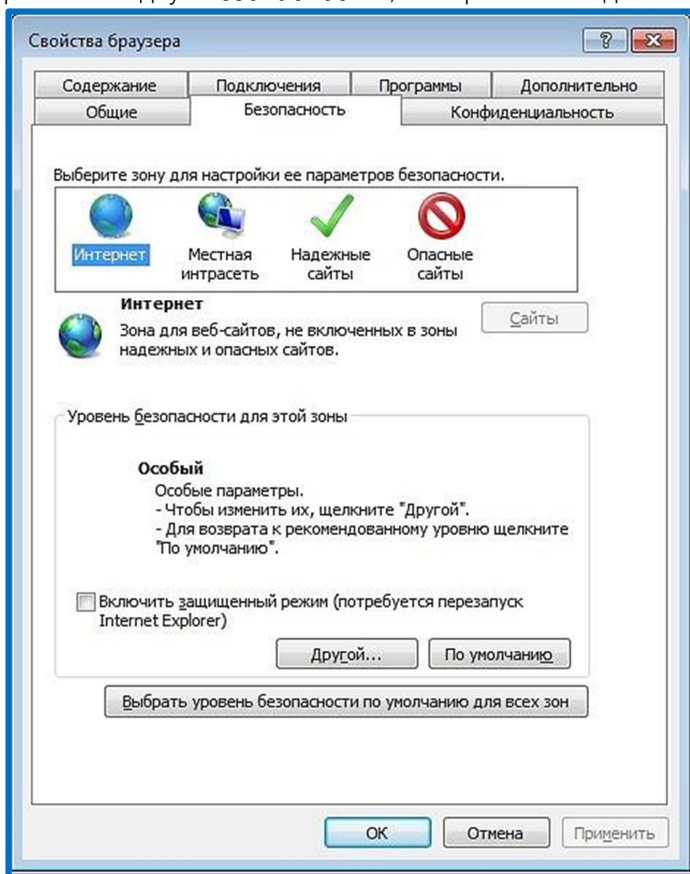 Свойства браузера
Содержание Подключения Программы Дополнительно
Общие Безопасность Конфиденциальность
Выберите зону для настройки ее параметров безопасности.
Интернет Местная интрасеть Надежные сайты Опасные сайты
Интернет
Зона для веб-сайтов, не включенных в зоны
надежных и опасных сайтов.
Сайты
Уровень безопасности для этой зоны
Особый
Особые параметры.
- Чтобы изменить их, щелкните "Другой".
- Для возврата к рекомендованному уровню щелкните
"По умолчанию".
Включить защищенный режим (потребуется перезапуск
Internet Explorer)
Другой... По умолчанию
Выбрать уровень безопасности по умолчанию для всех зон
ОК Отмена Применить